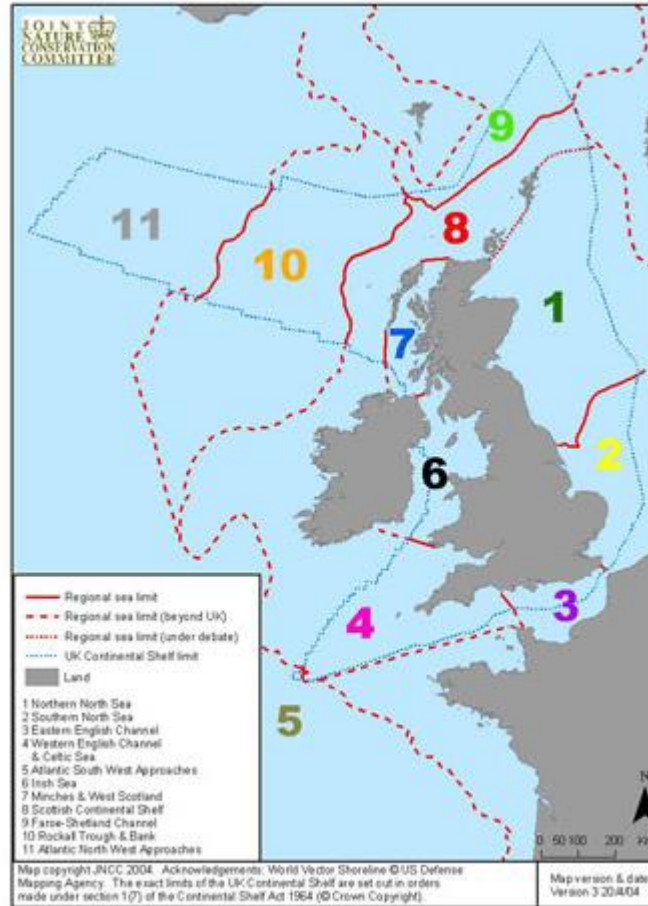 JOINT
NATURE
CONSERVATION
COMMITTEE
9
11
8
10
1
7
6
2
3
4
5
Regional sea limit
Regional sea limit (beyond UK)
Regional sea limit (under debate)
UK Continental Shelf limit
Land
1 Northern North Sea
2 Southern North Sea
3 Eastern English Channel
4 Western English Channel
& Celtic Sea
5 Atlantic South West Approaches
6 Irish Sea
7 Minches & West Scotland
8 Scottish Continental Shelf
9 Faroe-Shetland Channel
10 Rockall Trough & Bank
11 Atlantic North West Approaches
N
0 50 100 200
Map copyright JNCC 2004. Acknowledgements: World Vector Shoreline © US Defense
Mapping Agency. The exact limits of the UK Continental Shelf are set out in orders
made under section 1(7) of the Continental Shelf Act 1964 (© Crown Copyright).
Map version & date
Version 3 20/4/04